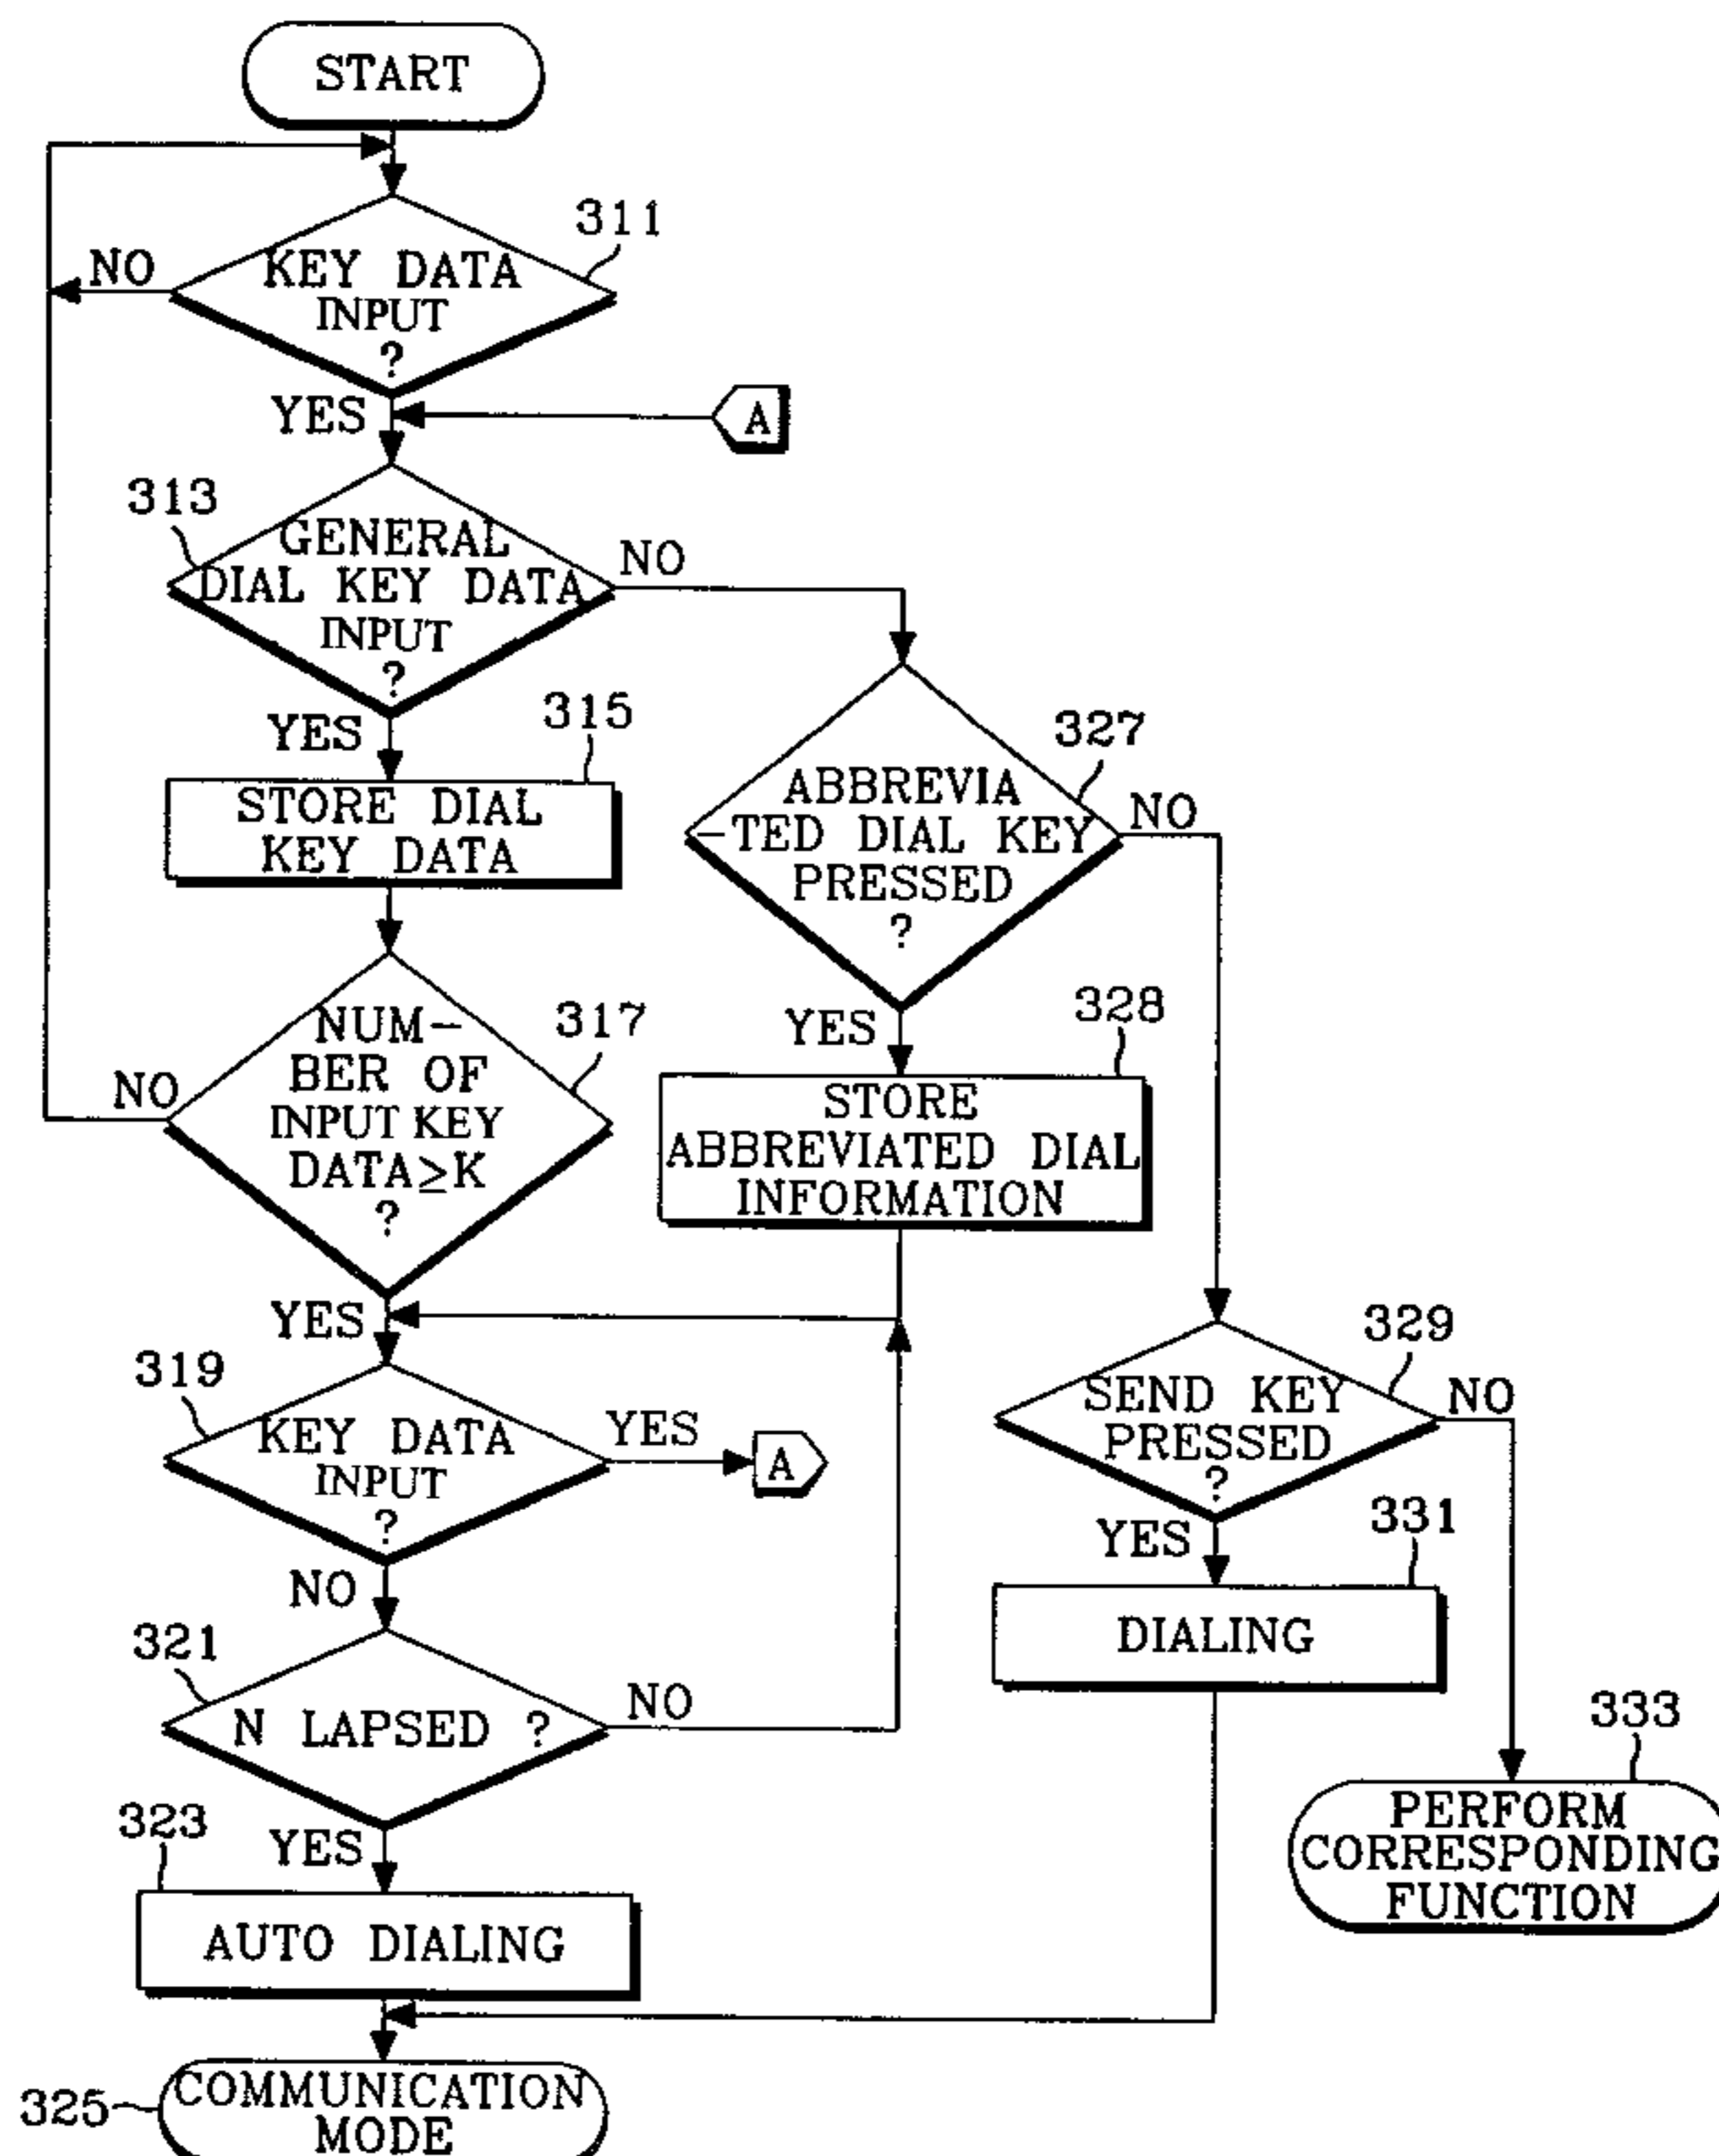 START
311
NO
KEY DATA
INPUT
?
YES
A
313
GENERAL
DIAL KEY DATA
INPUT
?
NO
YES
315
STORE DIAL
KEY DATA
327
ABBREVIA
-TED DIAL KEY
PRESSED
?
NO
YES
317
NUM-
BER OF
INPUT KEY
DATA≥K
?
NO
YES
328
STORE
ABBREVIATED DIAL
INFORMATION
319
KEY DATA
INPUT
?
YES
A
NO
329
SEND KEY
PRESSED
?
NO
YES
331
DIALING
321
N LAPSED ?
NO
YES
333
PERFORM
CORRESPONDING
FUNCTION
323
AUTO DIALING
325
COMMUNICATION
MODE